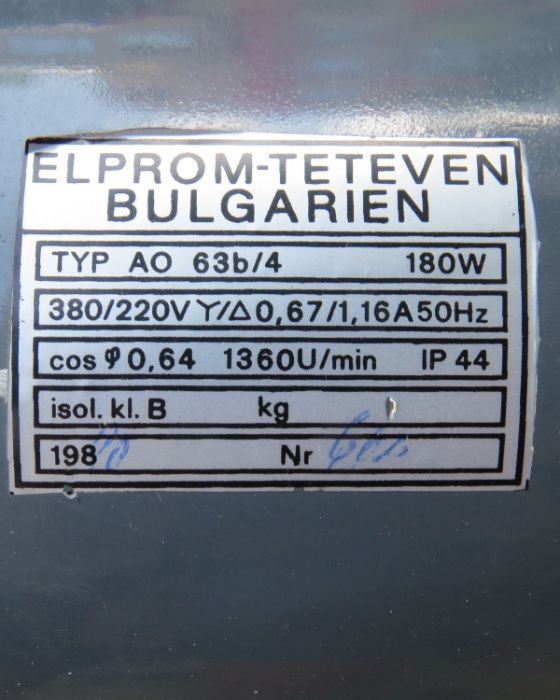 ELPROM-TETEVEN
BULGARIEN
TYP AO 63b/4 180W
380/220V Y/Δ 0,67/1,16A 50Hz
cos φ 0,64 1360U/min IP 44
isol. kl. B kg
198 Nr